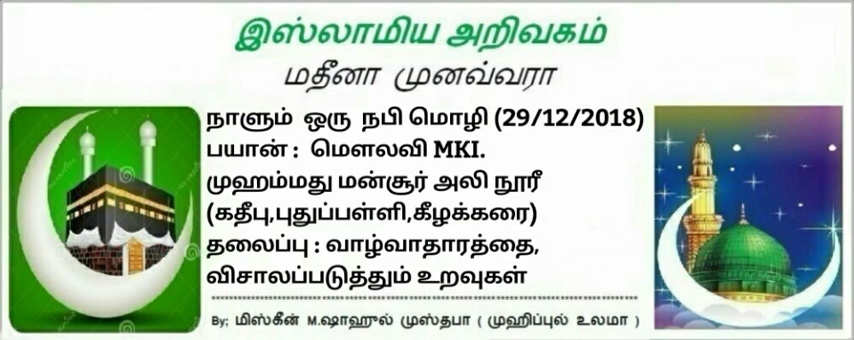 இஸ்லாமிய அறிவகம்
மதீனா முனவ்வரா
நாளும் ஒரு நபி மொழி (29/12/2018)
பயான் : மௌலவி MKI.
முஹம்மது மன்சூர் அலி நூரீ
(கதீபு,புதுப்பள்ளி,கீழக்கரை)
தலைப்பு : வாழ்வாதாரத்தை,
விசாலப்படுத்தும் உறவுகள்
By; மிஸ்கீன் M.ஷாஹுல் முஸ்தபா ( முஹிப்புல் உலமா )